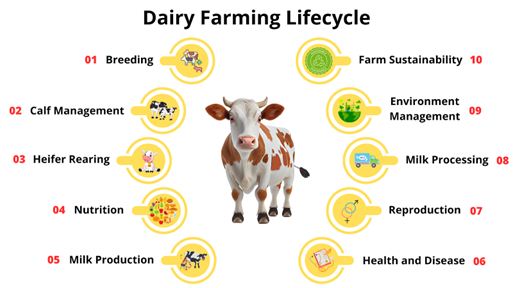 Dairy Farming Lifecycle
01 Breeding
02 Calf Management
03 Heifer Rearing
04 Nutrition
05 Milk Production
Farm Sustainability 10
Environment
Management 09
Milk Processing 08
Reproduction 07
Health and Disease 06